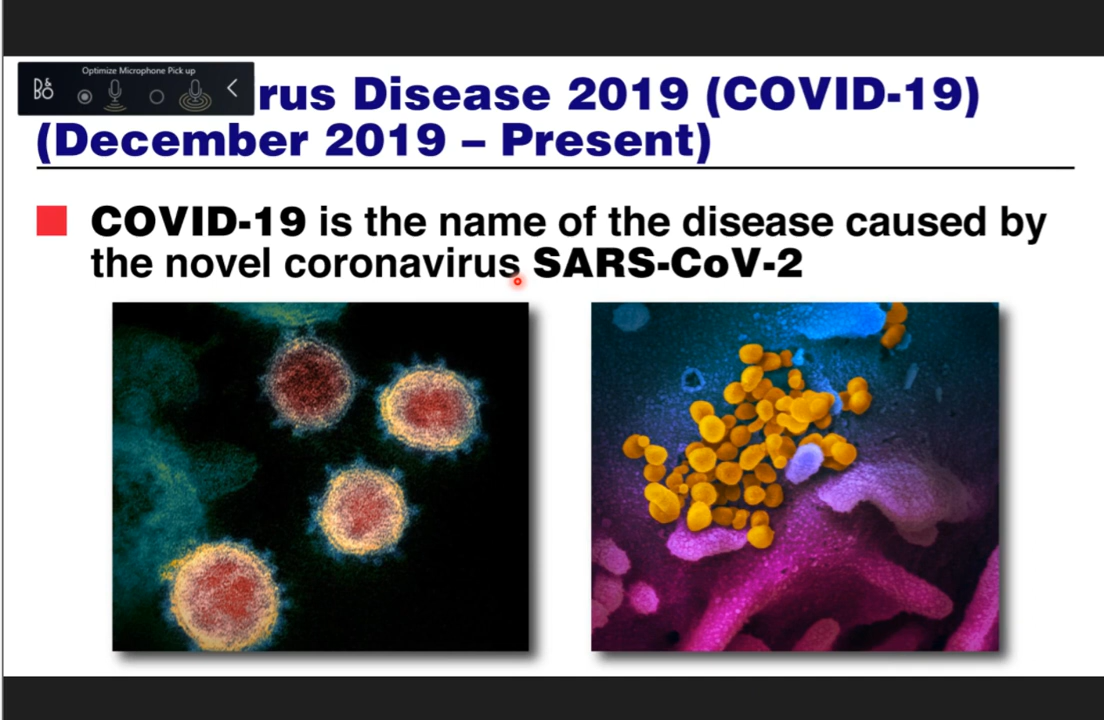 Optimize Microphone Pick up
B&O
rus Disease 2019 (COVID-19)
(December 2019 – Present)
COVID-19 is the name of the disease caused by
the novel coronavirus SARS-CoV-2